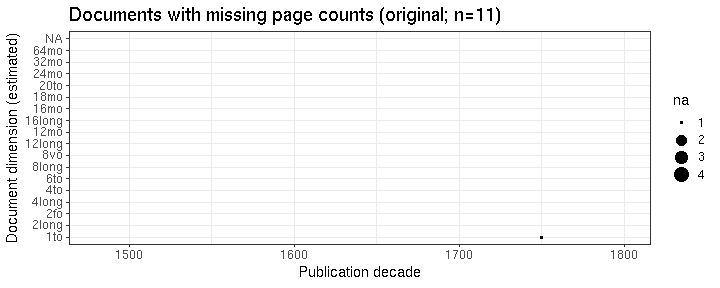 Documents with missing page counts (original; n=11)
Document dimension (estimated)
NA
64mo
32mo
24mo
20to
18mo
16mo
16long
12mo
12long
8vo
8long
6to
4to
4long
2fo
2long
1to
1500 1600 1700 1800
Publication decade
na
1
2
3
4